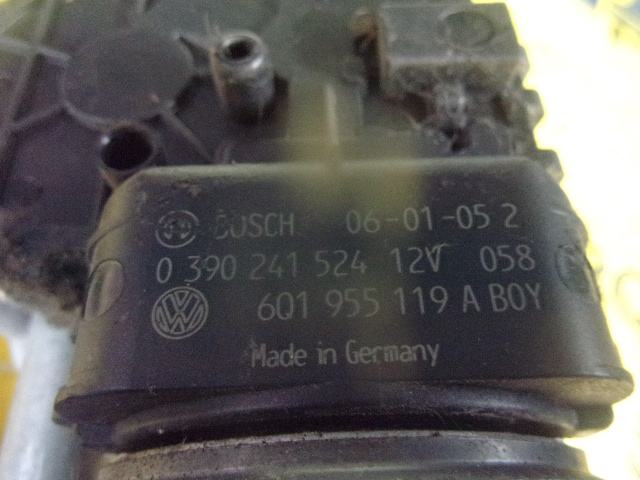 BOSCH 06-01-05 2
0 390 241 524 12V 058
6Q1 955 119 A BOY
Made in Germany